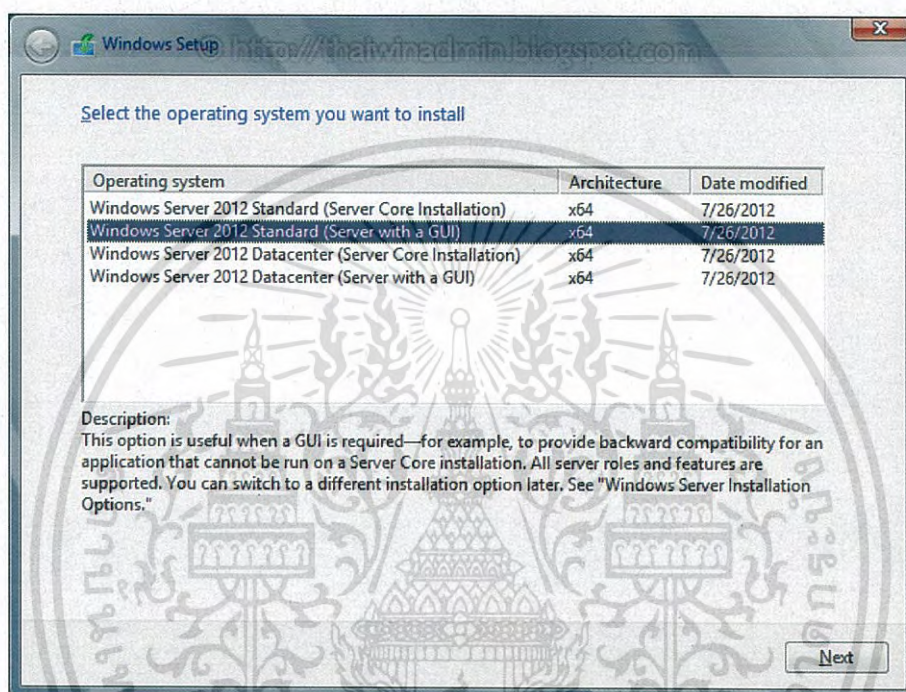 Windows Setup
© http://thaiwinadmin.blogspot.com
Select the operating system you want to install
Operating system Architecture Date modified
Windows Server 2012 Standard (Server Core Installation) x64 7/26/2012
Windows Server 2012 Standard (Server with a GUI) x64 7/26/2012
Windows Server 2012 Datacenter (Server Core Installation) x64 7/26/2012
Windows Server 2012 Datacenter (Server with a GUI) x64 7/26/2012
Description:
This option is useful when a GUI is required—for example, to provide backward compatibility for an
application that cannot be run on a Server Core installation. All server roles and features are
supported. You can switch to a different installation option later. See "Windows Server Installation
Options."
Next